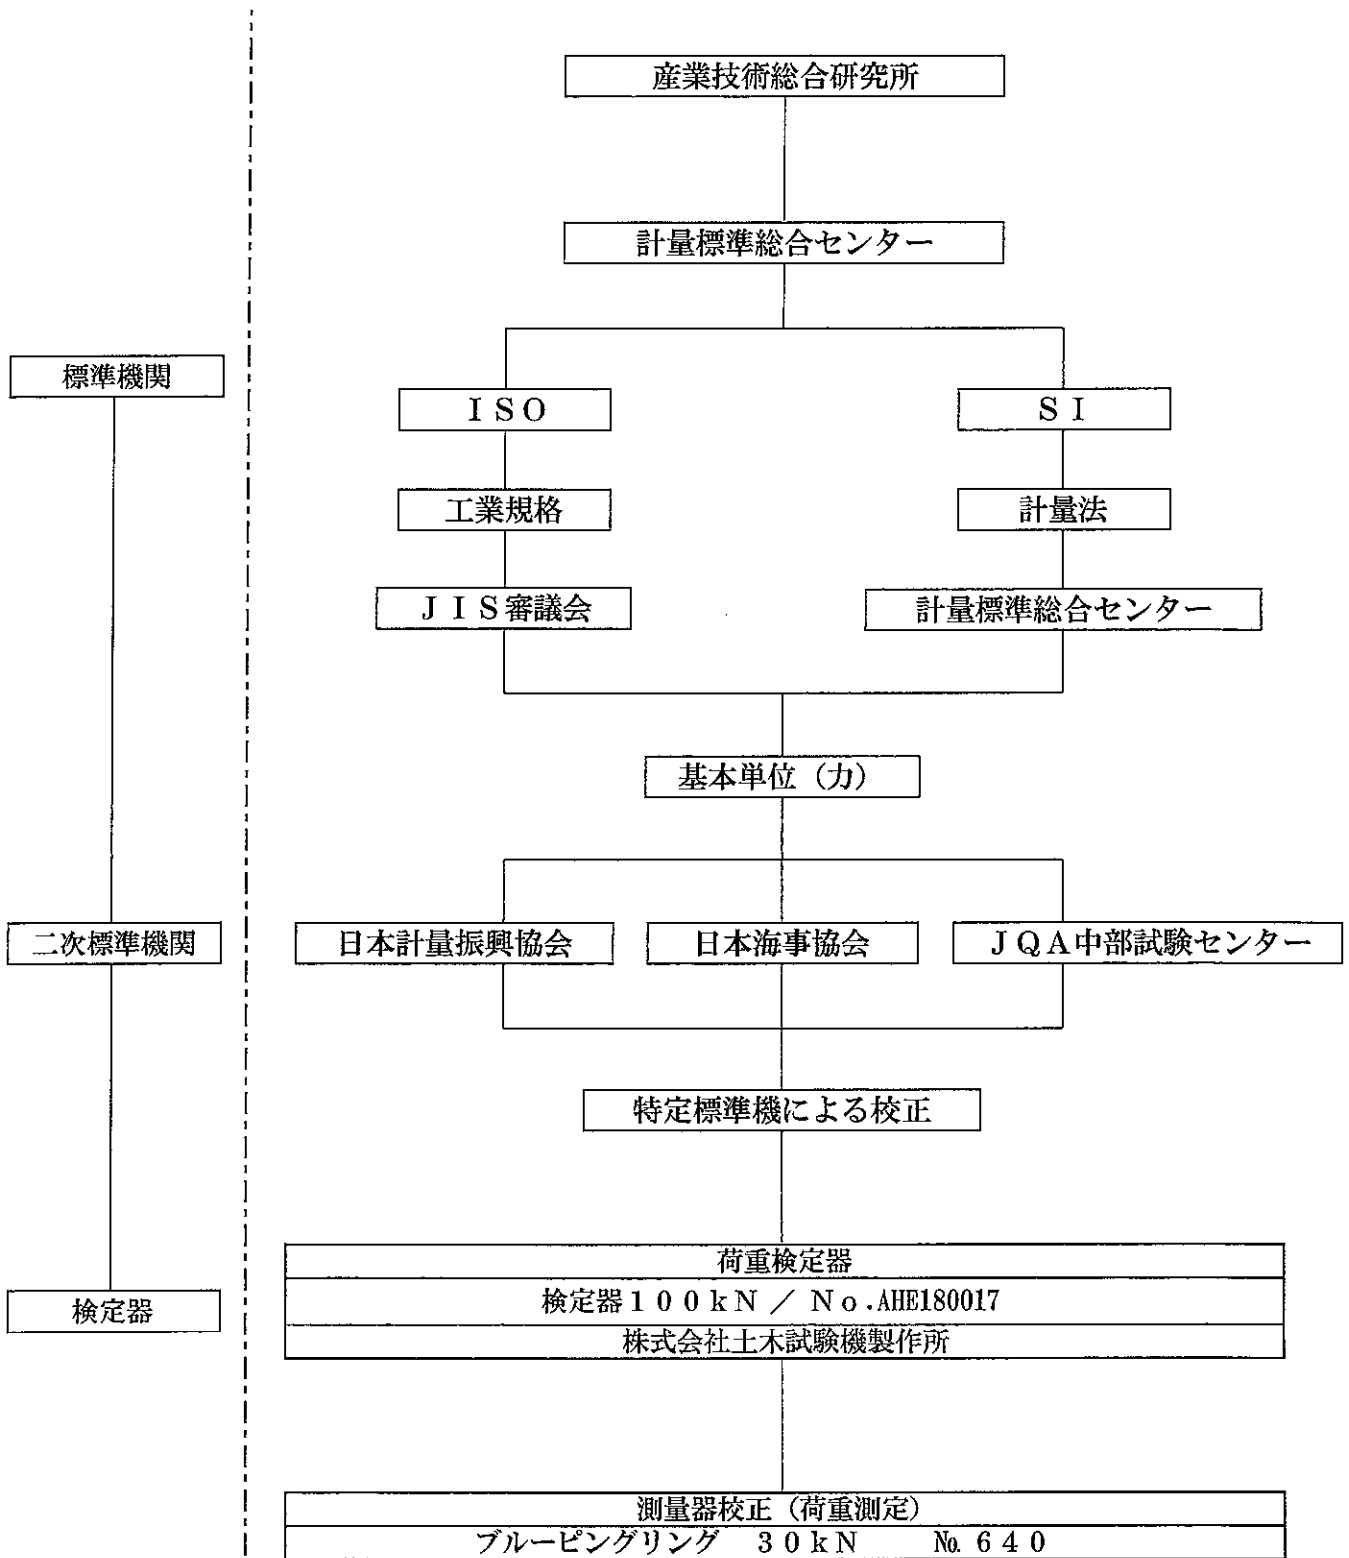 産業技術総合研究所
計量標準総合センター
標準機関
ＩＳＯ
ＳＩ
工業規格
計量法
ＪＩＳ審議会
計量標準総合センター
基本単位（力）
二次標準機関
日本計量振興協会
日本海事協会
ＪＱＡ中部試験センター
特定標準機による校正
荷重検定器
検定器
検定器１００ｋＮ ／ Ｎｏ.AHE180017
株式会社土木試験機製作所
測量器校正（荷重測定）
ブルーピングリング　３０ｋＮ　　№ ６４０